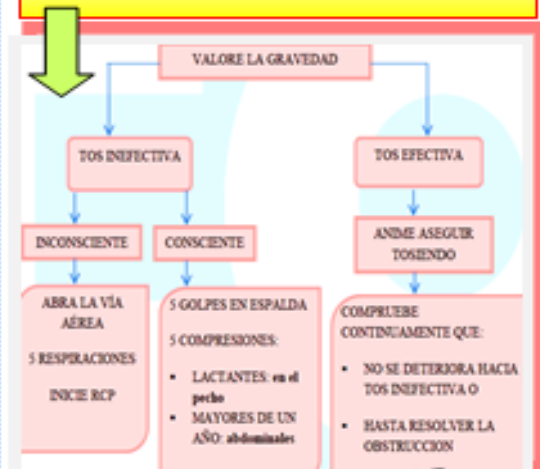 VALORE LA GRAVEDAD
TOS INEFECTIVA
TOS EFECTIVA
INCONSCIENTE
CONSCIENTE
ANIME ASEGUIR
TOSIENDO
ABRA LA VÍA
AÉREA
5 RESPIRACIONES
INICIE RCP
5 GOLPES EN ESPALDA
5 COMPRESIONES:
▪ LACTANTES: en el
pecho
▪ MAYORES DE UN
AÑO: abdominales
COMPRUEBE
CONTINUAMENTE QUE:
▪ NO SE DETERIORA HACIA
TOS INEFECTIVA O
▪ HASTA RESOLVER LA
OBSTRUCCION